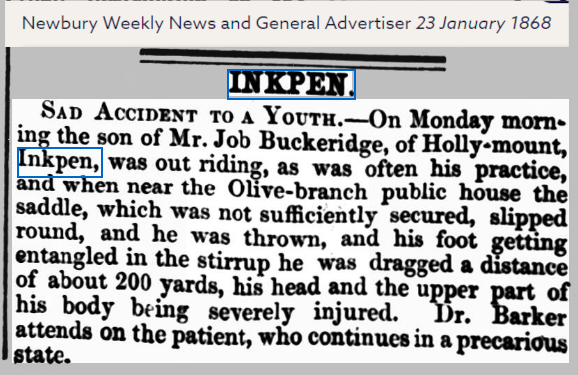 Newbury Weekly News and General Advertiser 23 January 1868
INKPEN.
SAD ACCIDENT TO A YOUTH.—On Monday morn-
ing the son of Mr. Job Buckeridge, of Holly-mount,
Inkpen, was out riding, as was often his practice,
and when near the Olive-branch public house the
saddle, which was not sufficiently secured, slipped
round, and he was thrown, and his foot getting
entangled in the stirrup he was dragged a distance
of about 200 yards, his head and the upper part of
his body being severely injured. Dr. Barker
attends on the patient, who continues in a precarious
state.